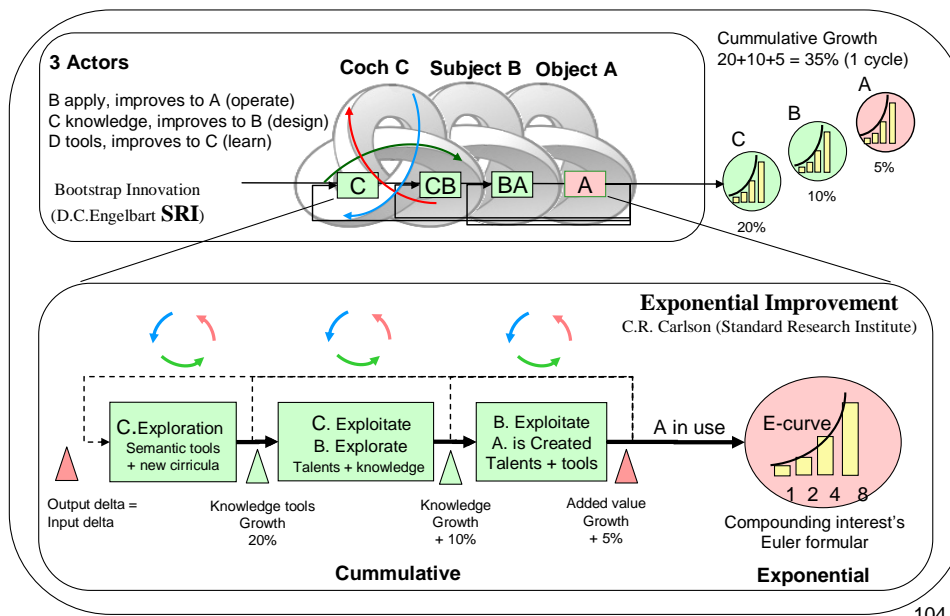 3 Actors
B apply, improves to A (operate)
C knowledge, improves to B (design)
D tools, improves to C (learn)
Bootstrap Innovation
(D.C.Engelbart SRI)
Coch C
Subject B
Object A
C
CB
BA
A
Cummulative Growth
20+10+5 = 35% (1 cycle)
C
20%
B
10%
A
5%
Exponential Improvement
C.R. Carlson (Standard Research Institute)
C.Exploration
Semantic tools
+ new cirricula
C. Exploitate
B. Explorate
Talents + knowledge
B. Exploitate
A. is Created
Talents + tools
A in use
E-curve
1 2 4 8
Output delta =
Input delta
Knowledge tools
Growth
20%
Knowledge
Growth
+ 10%
Added value
Growth
+ 5%
Compounding interest's
Euler formular
Cummulative
Exponential
104